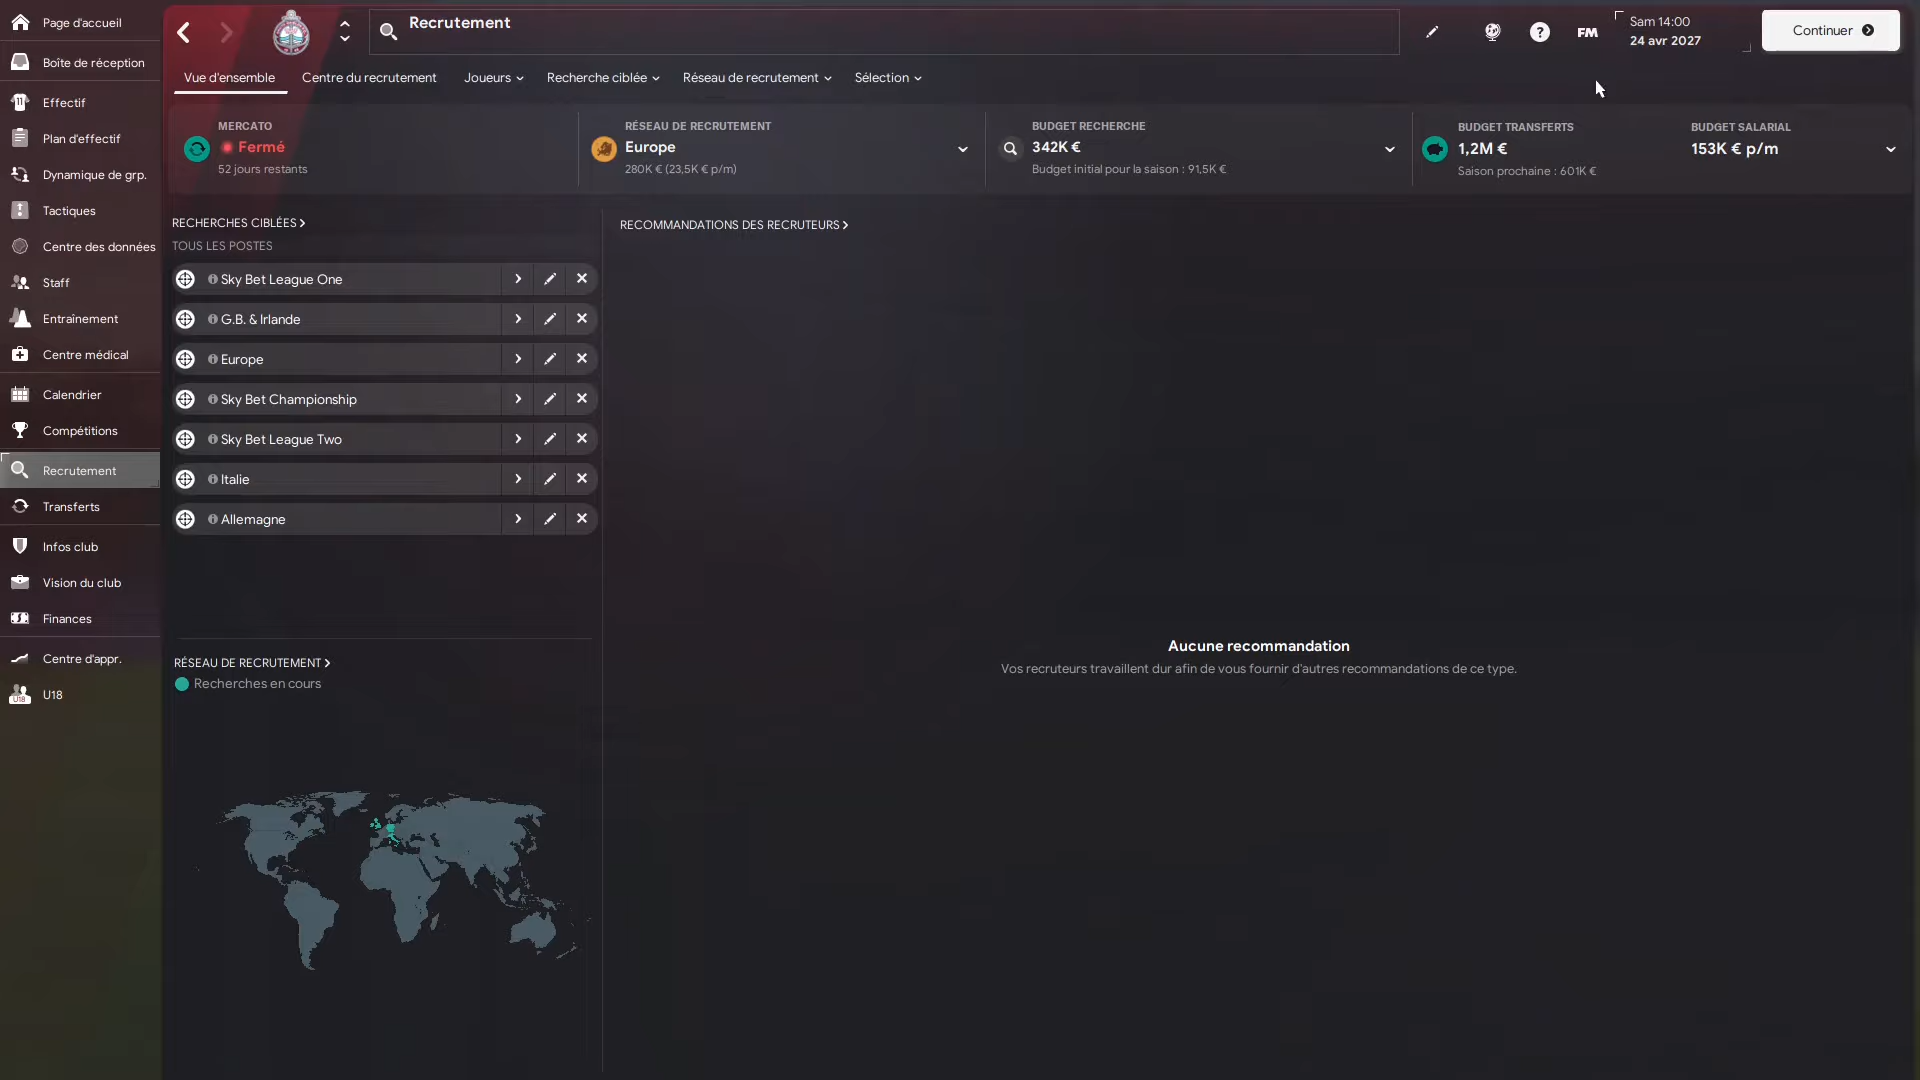 Page d'accueil
Boîte de réception
Effectif
Plan d'effectif
Dynamique de grp.
Tactiques
Centre des données
Staff
Entraînement
Centre médical
Calendrier
Compétitions
Recrutement
Transferts
Infos club
Vision du club
Finances
Centre d'appr.
U18
Recrutement
FM
Sam 14:00
24 avr 2027
Continuer
Vue d'ensemble
Centre du recrutement
Joueurs
Recherche ciblée
Réseau de recrutement
Sélection
MERCATO
Fermé
52 jours restants
RÉSEAU DE RECRUTEMENT
Europe
280K € (23,5K € p/m)
BUDGET RECHERCHE
342K €
Budget initial pour la saison : 91,5K €
BUDGET TRANSFERTS
1,2M €
Saison prochaine : 601K €
BUDGET SALARIAL
153K € p/m
RECHERCHES CIBLÉES
TOUS LES POSTES
Sky Bet League One
G.B. & Irlande
Europe
Sky Bet Championship
Sky Bet League Two
Italie
Allemagne
RÉSEAU DE RECRUTEMENT
Recherches en cours
RECOMMANDATIONS DES RECRUTEURS
Aucune recommandation
Vos recruteurs travaillent dur afin de vous fournir d'autres recommandations de ce type.